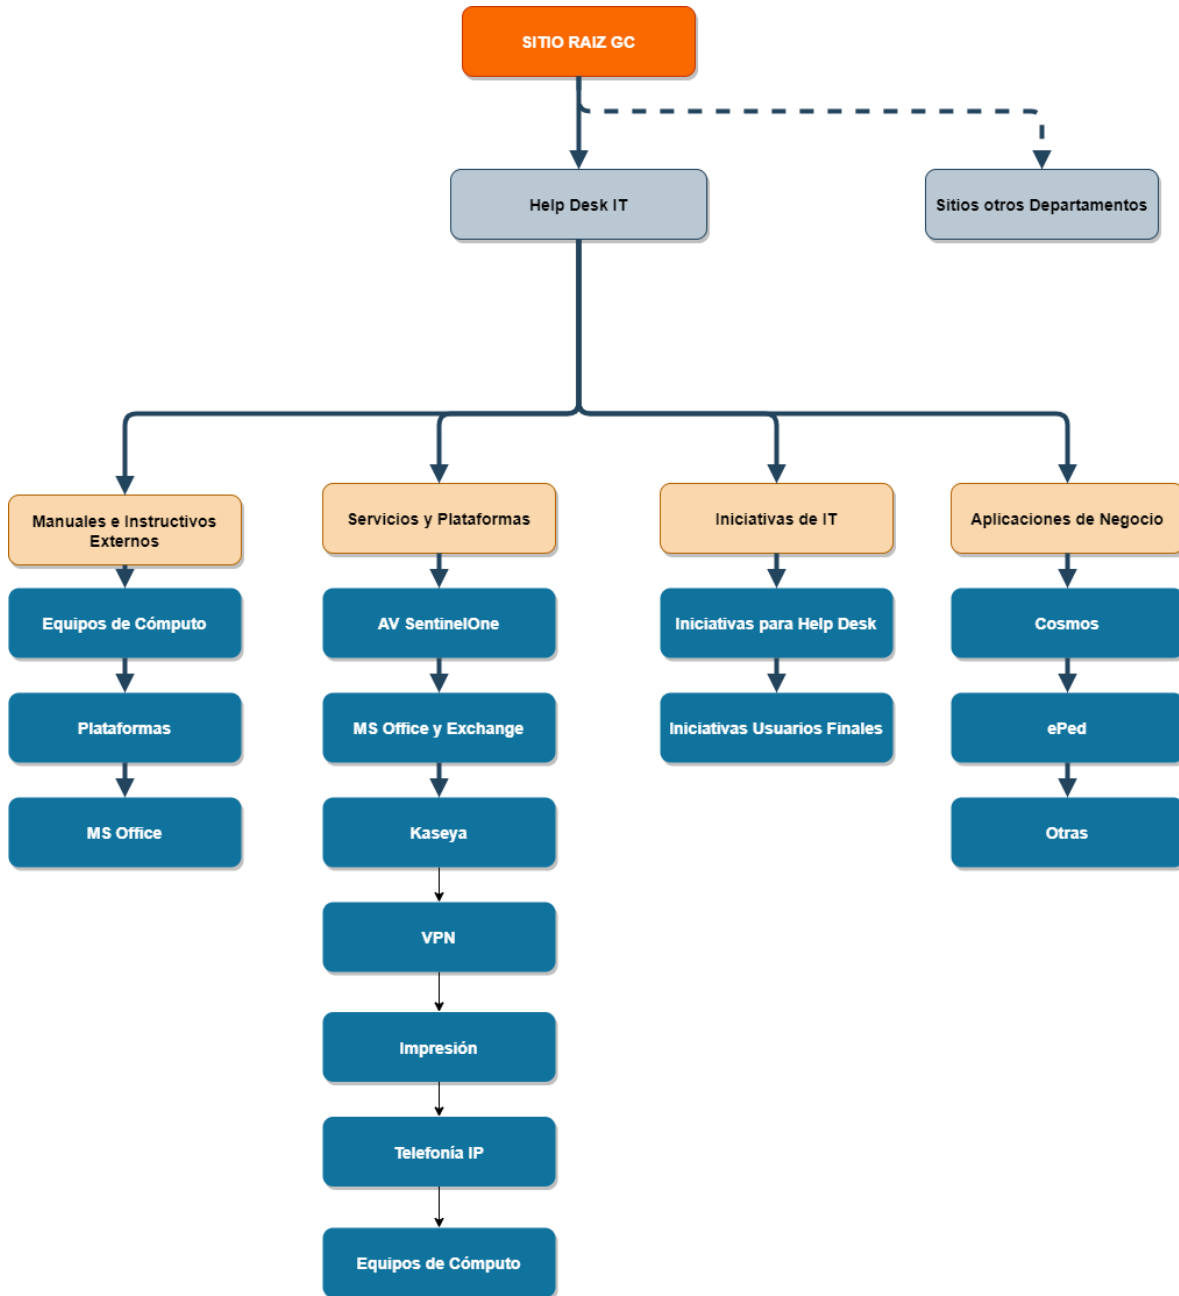 SITIO RAIZ GC
Help Desk IT
Sitios otros Departamentos
Manuales e Instructivos
Externos
Equipos de Cómputo
Plataformas
MS Office
Servicios y Plataformas
AV SentinelOne
MS Office y Exchange
Kaseya
VPN
Impresión
Telefonía IP
Equipos de Cómputo
Iniciativas de IT
Iniciativas para Help Desk
Iniciativas Usuarios Finales
Aplicaciones de Negocio
Cosmos
ePed
Otras